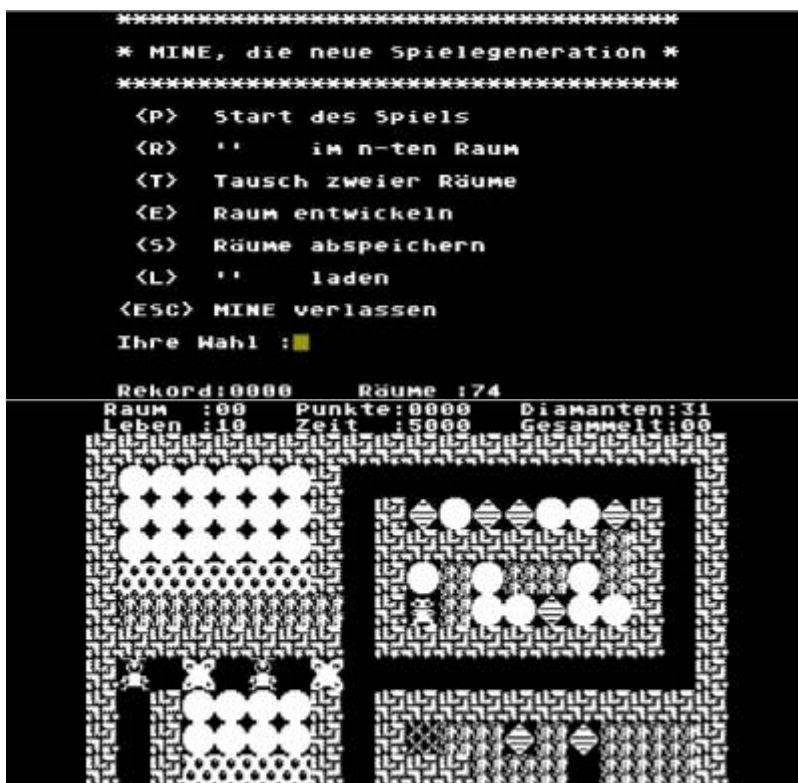 ***********************************
* MINE, die neue Spielegeneration *
***********************************
<P> Start des Spiels
<R> '' im n-ten Raum
<T> Tausch zweier Räume
<E> Raum entwickeln
<S> Räume abspeichern
<L> '' laden
<ESC> MINE verlassen
Ihre Wahl :
Rekord:0000 Räume :74
Raum :00 Punkte:0000 Diamanten:31
Leben :10 Zeit :5000 Gesammelt:00